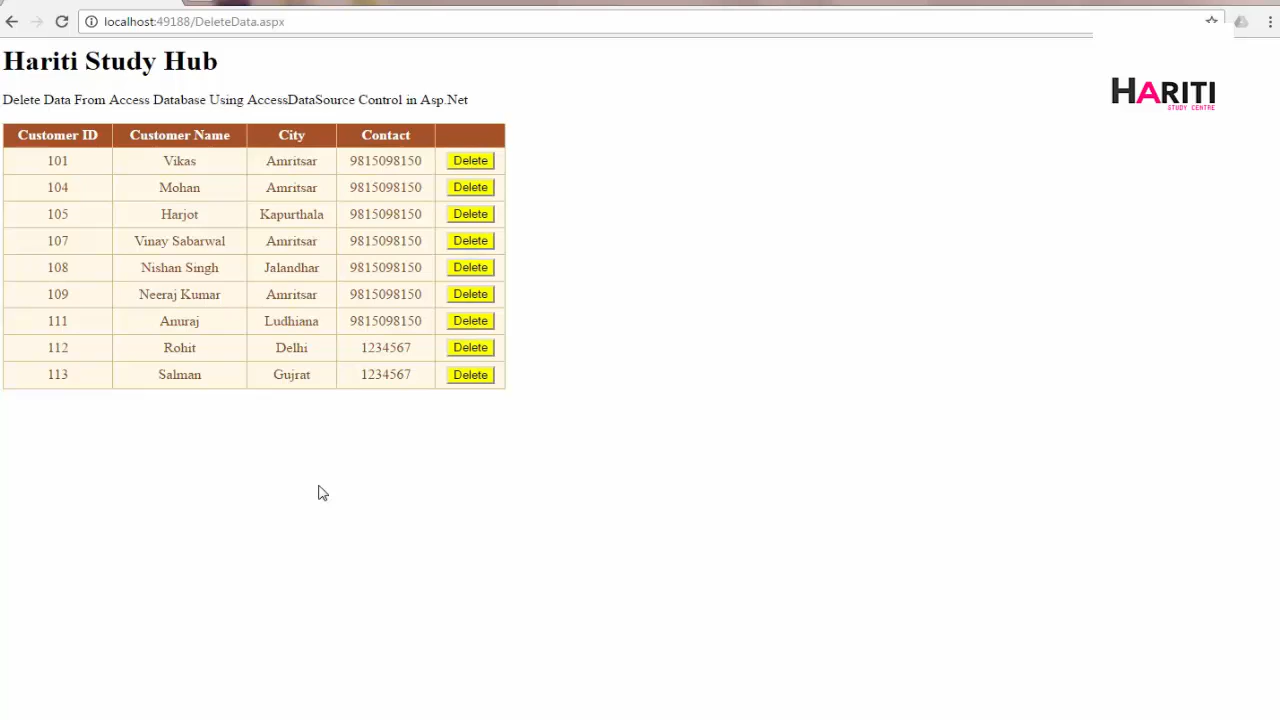 localhost:49188/DeleteData.aspx
Hariti Study Hub
HARITI
STUDY CENTRE
Delete Data From Access Database Using AccessDataSource Control in Asp.Net
Customer ID Customer Name City Contact
101 Vikas Amritsar 9815098150 Delete
104 Mohan Amritsar 9815098150 Delete
105 Harjot Kapurthala 9815098150 Delete
107 Vinay Sabarwal Amritsar 9815098150 Delete
108 Nishan Singh Jalandhar 9815098150 Delete
109 Neeraj Kumar Amritsar 9815098150 Delete
111 Anuraj Ludhiana 9815098150 Delete
112 Rohit Delhi 1234567 Delete
113 Salman Gujrat 1234567 Delete